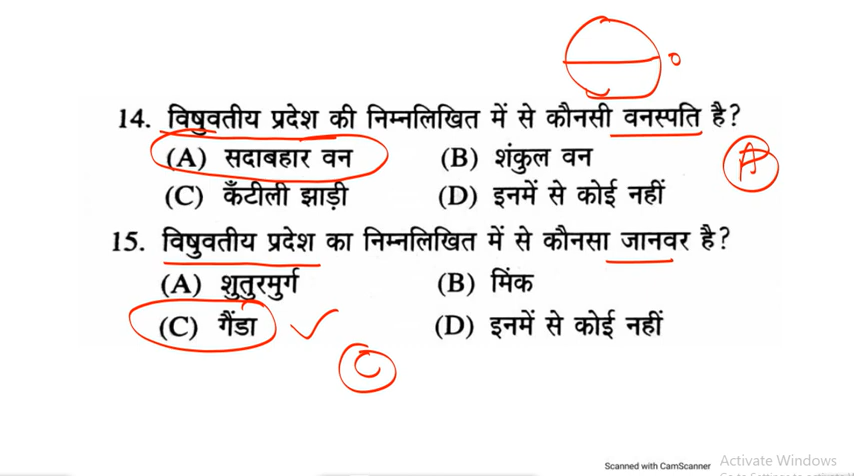 0
14. विषुवतीय प्रदेश की निम्नलिखित में से कौनसी वनस्पति है?
(A) सदाबहार वन (B) शंकुल वन
A
(C) कँटीली झाड़ी (D) इनमें से कोई नहीं
15. विषुवतीय प्रदेश का निम्नलिखित में से कौनसा जानवर है?
(A) शुतुरमुर्ग (B) मिंक
(C) गैंडा (D) इनमें से कोई नहीं
C
Scanned with CamScanner
Activate Windows